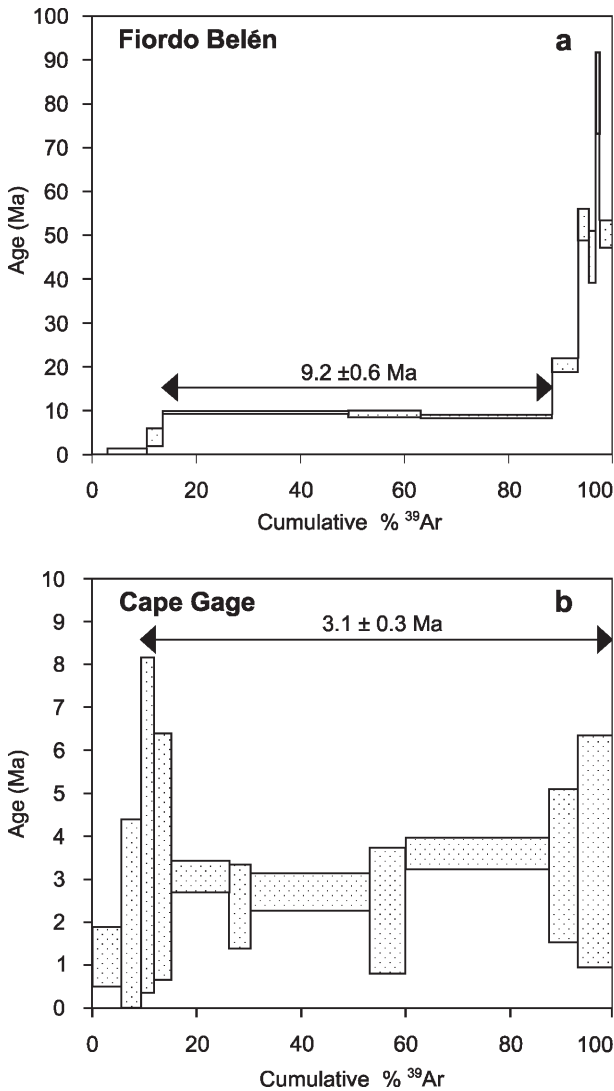 Fiordo Belén
a
100
90
80
70
60
50
40
30
20
10
0
Age (Ma)
9.2 ±0.6 Ma
0 20 40 60 80 100
Cumulative % ³⁹Ar
Cape Gage
b
10
9
8
7
6
5
4
3
2
1
0
Age (Ma)
3.1 ± 0.3 Ma
0 20 40 60 80 100
Cumulative % ³⁹Ar